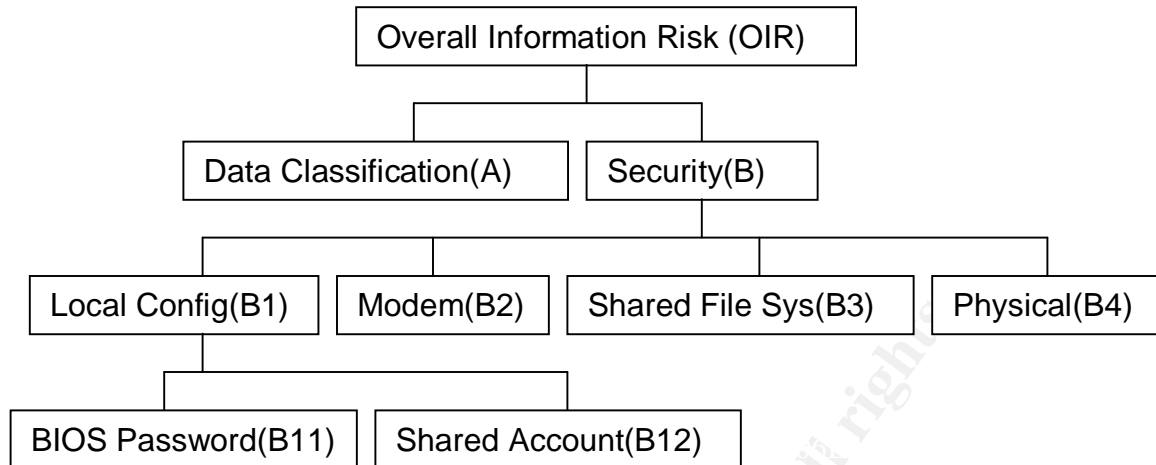 Overall Information Risk (OIR)
Data Classification(A)
Security(B)
Local Config(B1)
Modem(B2)
Shared File Sys(B3)
Physical(B4)
BIOS Password(B11)
Shared Account(B12)
rights